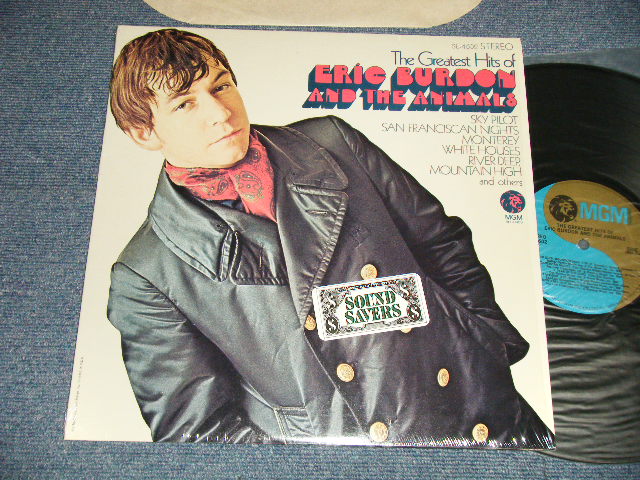 SE-4602 STEREO
The Greatest Hits of
ERIC BURDON
AND THE ANIMALS
SKY PILOT
SAN FRANCISCAN NIGHTS
MONTEREY
WHITE HOUSES
RIVER DEEP,
MOUNTAIN HIGH
and others
MGM
SOUND
SAVERS
MGM
THE GREATEST HITS OF
ERIC BURDON AND THE ANIMALS